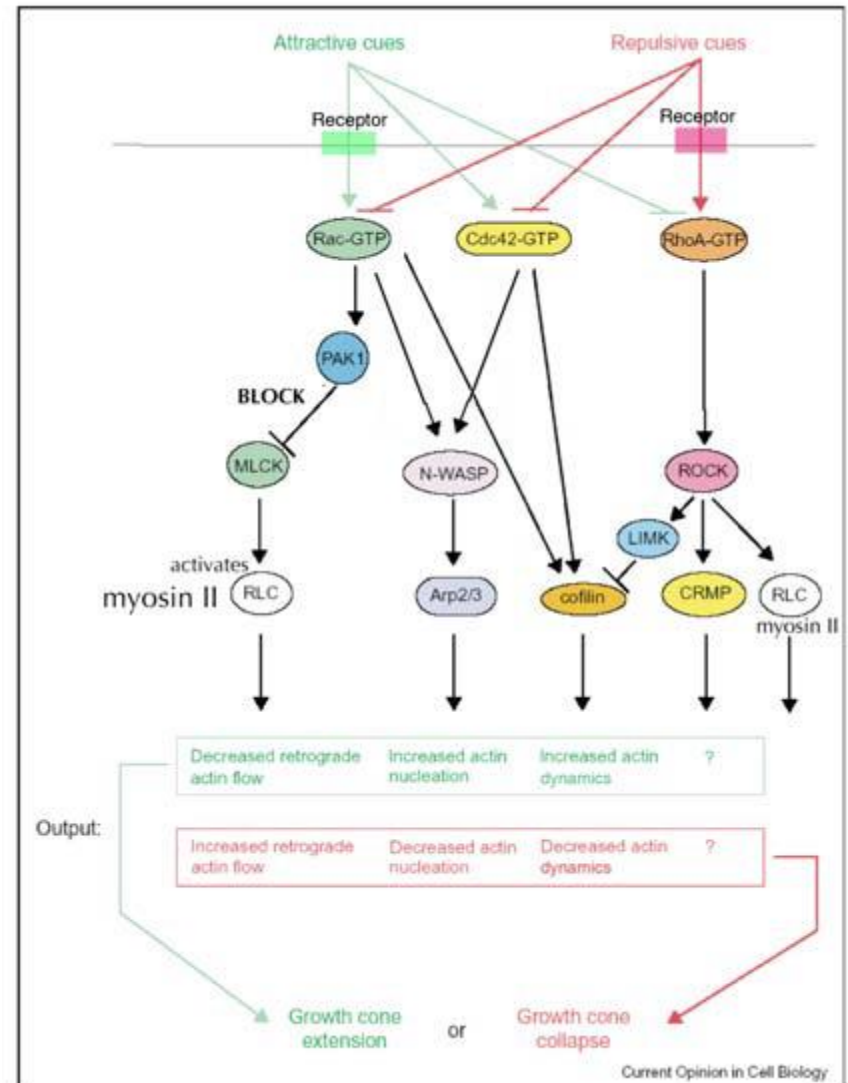 Attractive cues
Repulsive cues
Receptor
Receptor
Rac-GTP
Cdc42-GTP
RhoA-GTP
PAK1
BLOCK
MLCK
N-WASP
ROCK
LIMK
activates
myosin II
RLC
Arp2/3
cofilin
CRMP
RLC
myosin II
Decreased retrograde
actin flow
Increased actin
nucleation
Increased actin
dynamics
?
Output:
Increased retrograde
actin flow
Decreased actin
nucleation
Decreased actin
dynamics
?
Growth cone
extension
or
Growth cone
collapse
Current Opinion in Cell Biology